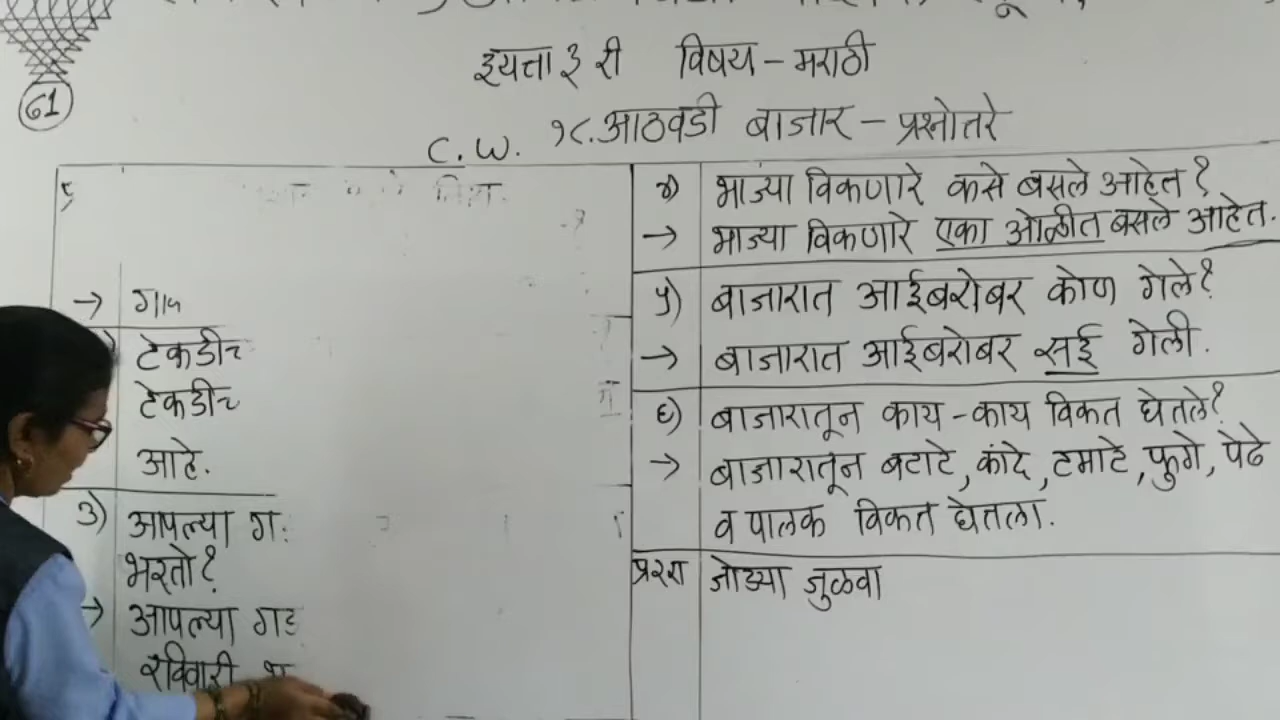 इयत्ता ३ री विषय - मराठी
61
१८. आठवडी बाजार - प्रश्नोत्तरे
C. W.
→ गाव
टेकडीच
टेकडीच
आहे.
३) आपल्या ग
भरतो?
→ आपल्या ग
रविवारी
४) भाज्या विकणारे कसे बसले आहेत?
→ भाज्या विकणारे एका ओळीत बसले आहेत.
५) बाजारात आईबरोबर कोण गेले?
→ बाजारात आईबरोबर सई गेली.
६) बाजारातून काय - काय विकत घेतले?
→ बाजारातून बटाटे, कांदे, टमाटे, फुगे, पेढे
व पालक विकत घेतला.
प्रश्न जोड्या जुळवा